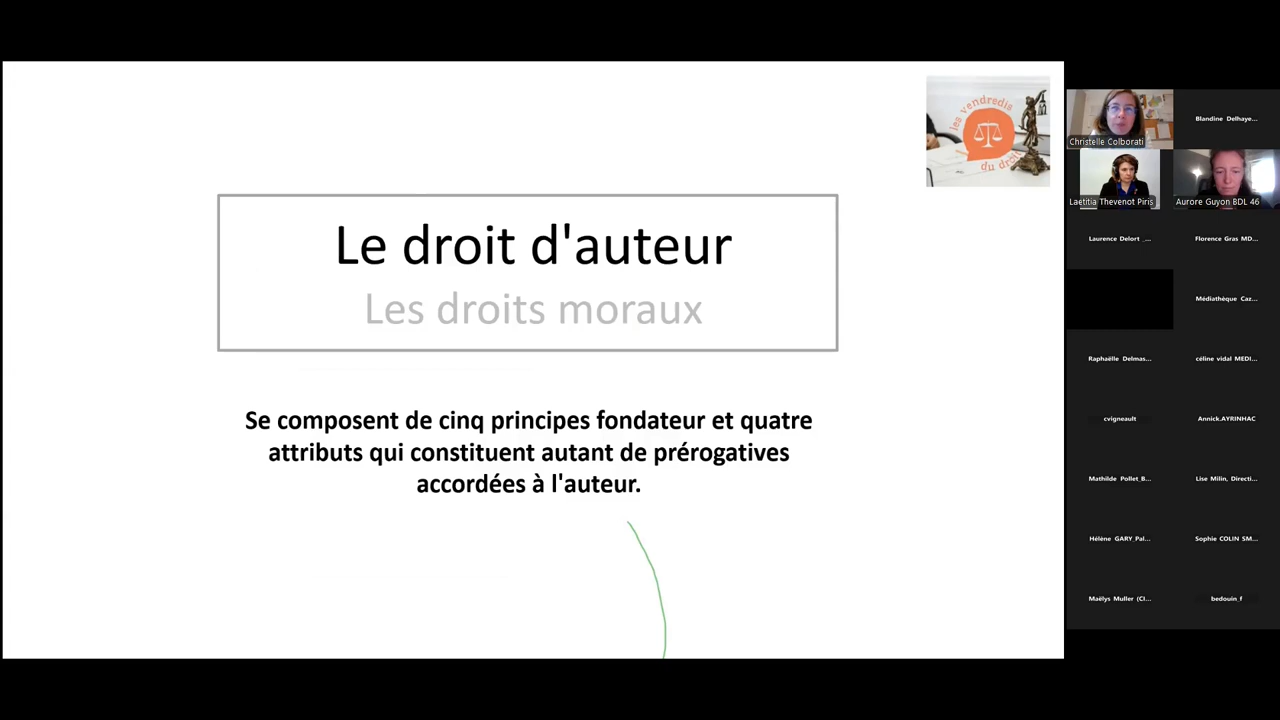 les vendredis
du droit
Le droit d'auteur
Les droits moraux
Se composent de cinq principes fondateur et quatre
attributs qui constituent autant de prérogatives
accordées à l'auteur.
Christelle Colborati
Blandine Delhaye...
Laetitia Thevenot Piris
Aurore Guyon BDL 46
Laurence Delort _...
Florence Gras MD...
Médiathèque Caz...
Raphaëlle Delmas...
céline vidal MEDI...
cvigneault
Annick.AYRINHAC
Mathilde Pollet_B...
Lise Milin, Directi...
Hélène GARY_Pal...
Sophie COLIN SM...
Maëlys Muller (Cl...
bedouin_f